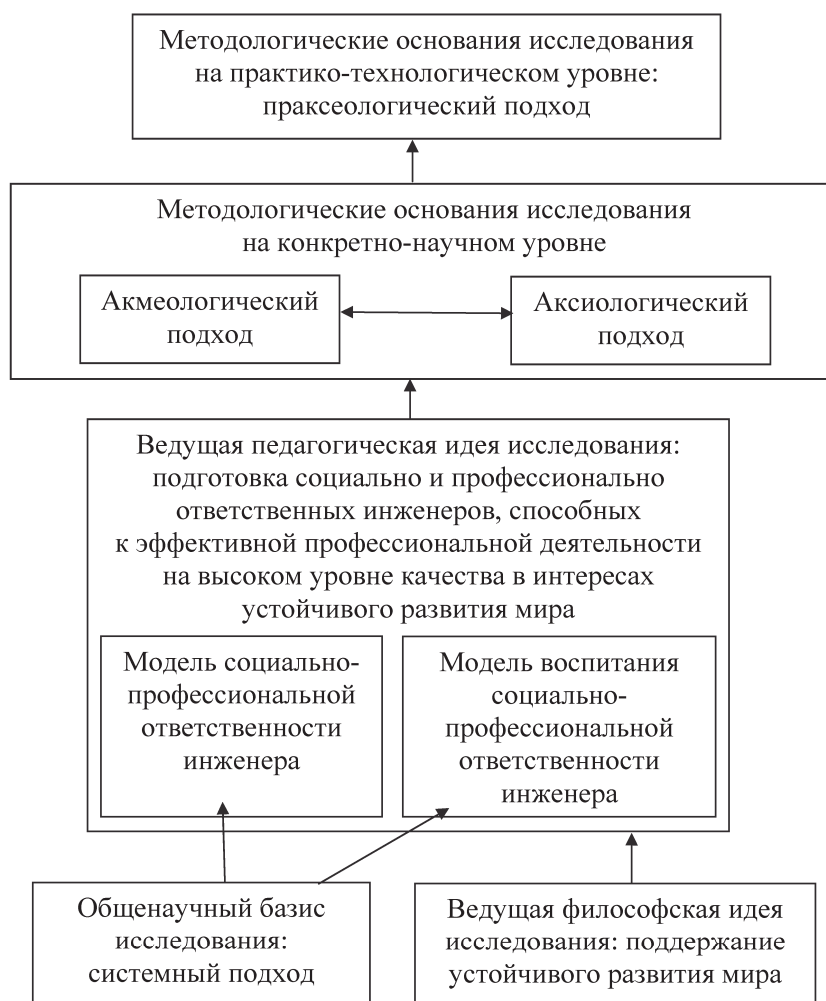 Методологические основания исследования
на практико-технологическом уровне:
праксеологический подход
Методологические основания исследования
на конкретно-научном уровне
Акмеологический
подход
Аксиологический
подход
Ведущая педагогическая идея исследования:
подготовка социально и профессионально
ответственных инженеров, способных
к эффективной профессиональной деятельности
на высоком уровне качества в интересах
устойчивого развития мира
Модель социально-
профессиональной
ответственности
инженера
Модель воспитания
социально-
профессиональной
ответственности
инженера
Общенаучный базис
исследования:
системный подход
Ведущая философская идея
исследования: поддержание
устойчивого развития мира